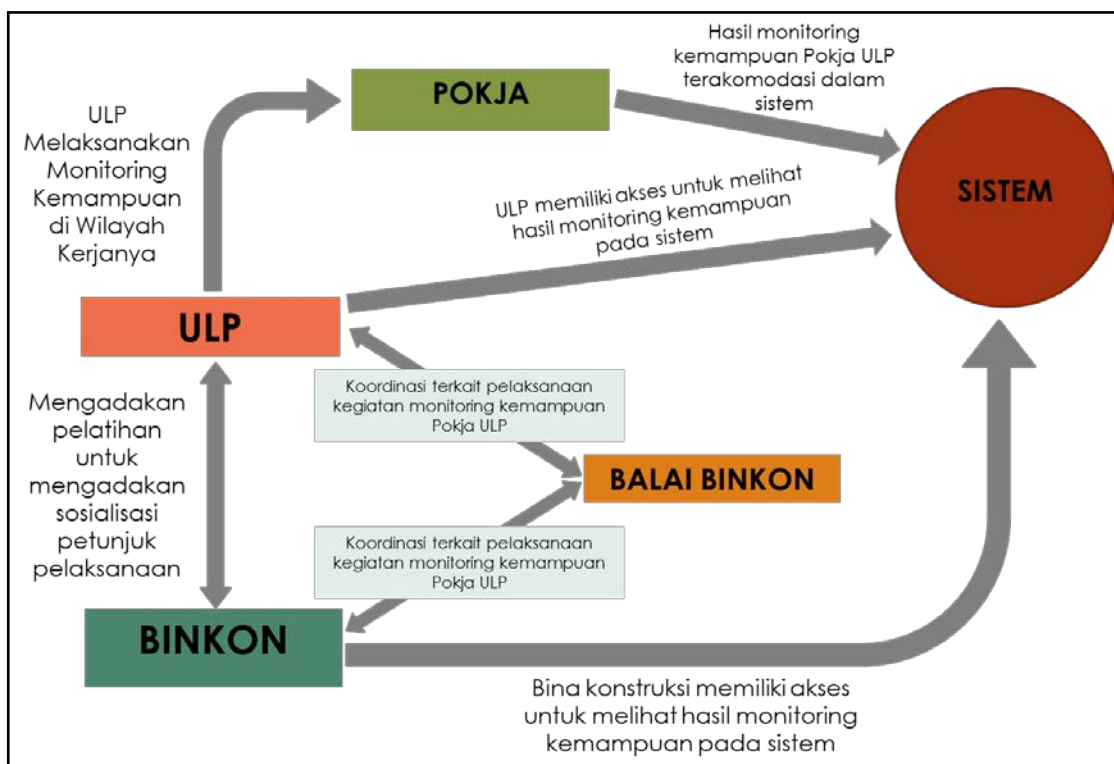 Hasil monitoring
kemampuan Pokja ULP
terakomodasi dalam
sistem
POKJA
ULP
Melaksanakan
Monitoring
Kemampuan
di Wilayah
Kerjanya
SISTEM
ULP memiliki akses untuk melihat
hasil monitoring kemampuan
pada sistem
ULP
Koordinasi terkait pelaksanaan
kegiatan monitoring kemampuan
Pokja ULP
Mengadakan
pelatihan
untuk
mengadakan
sosialisasi
petunjuk
pelaksanaan
BALAI BINKON
Koordinasi terkait pelaksanaan
kegiatan monitoring kemampuan
Pokja ULP
BINKON
Bina konstruksi memiliki akses
untuk melihat hasil monitoring
kemampuan pada sistem